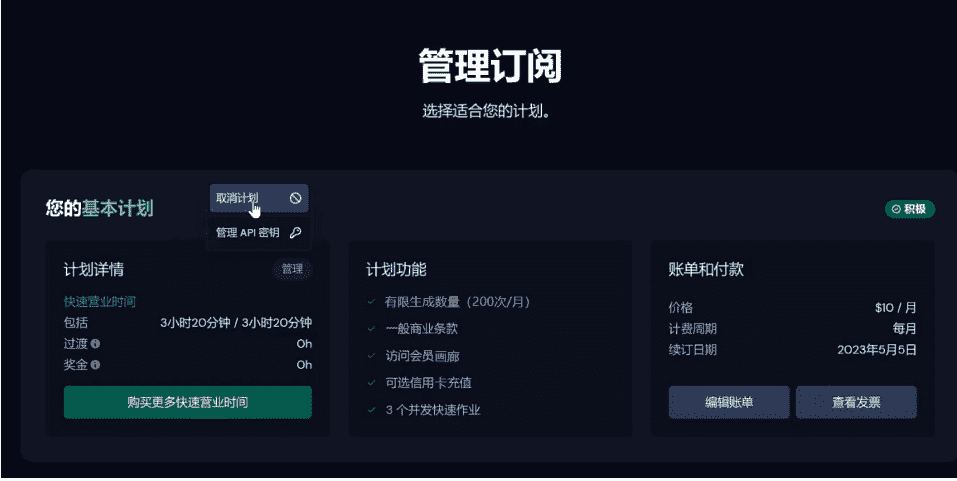 管理订阅
选择适合您的计划。
您的基本计划
取消计划
管理 API 密钥
积极
计划详情
管理
快速营业时间
包括 3小时20分钟 / 3小时20分钟
过渡 0h
奖金 0h
购买更多快速营业时间
计划功能
有限生成数量（200次/月）
一般商业条款
访问会员画廊
可选信用卡充值
3 个并发快速作业
账单和付款
价格 $10 / 月
计费周期 每月
续订日期 2023年5月5日
编辑账单
查看发票